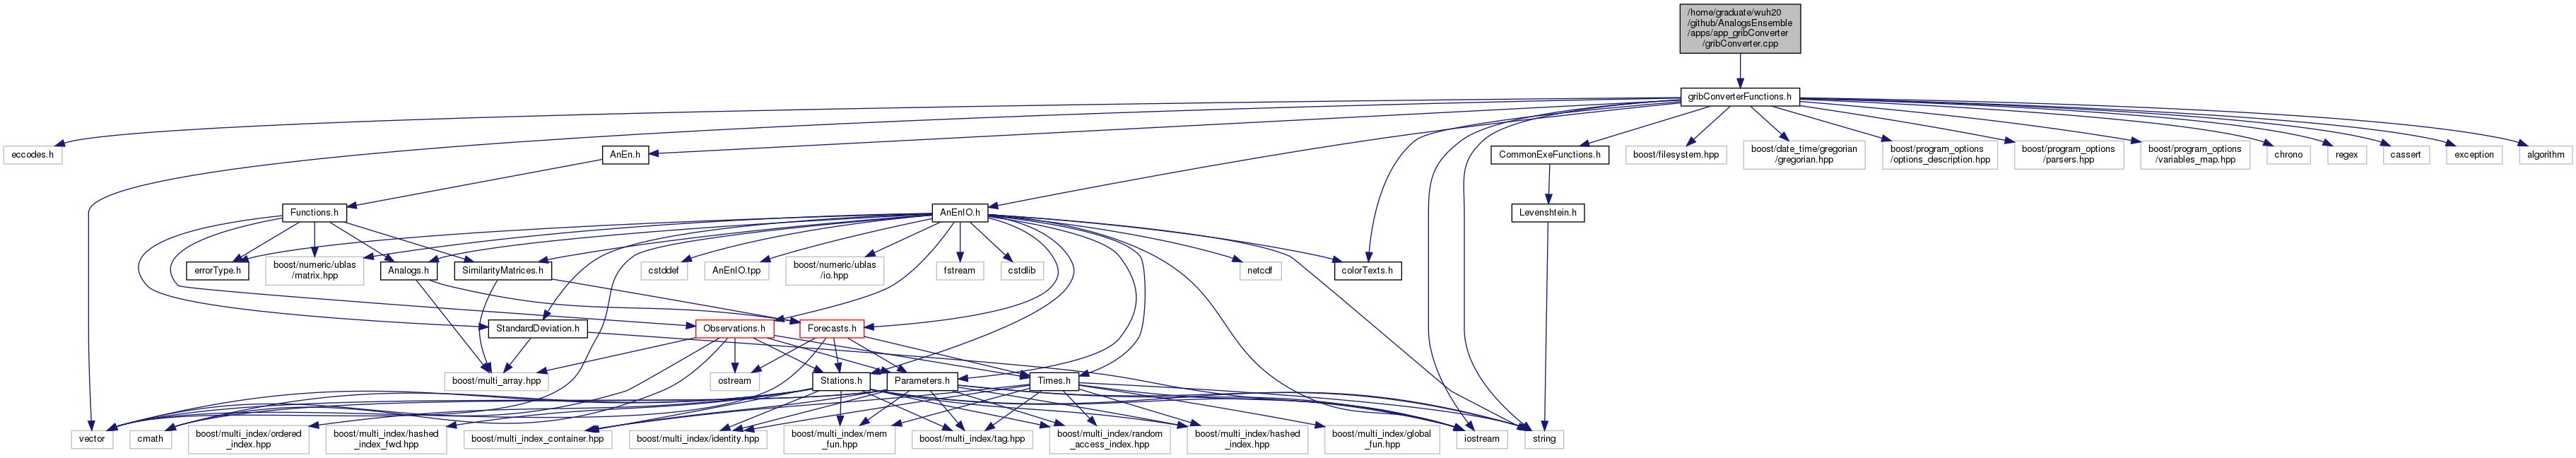 /home/graduate/wuh20
/github/AnalogsEnsemble
/apps/app_gribConverter
/gribConverter.cpp
gribConverterFunctions.h
eccodes.h
AnEn.h
CommonExeFunctions.h
boost/filesystem.hpp
boost/date_time/gregorian
/gregorian.hpp
boost/program_options
/options_description.hpp
boost/program_options
/parsers.hpp
boost/program_options
/variables_map.hpp
chrono
regex
cassert
exception
algorithm
Functions.h
AnEnIO.h
Levenshtein.h
errorType.h
boost/numeric/ublas
/matrix.hpp
Analogs.h
SimilarityMatrices.h
cstddef
AnEnIO.tpp
boost/numeric/ublas
/io.hpp
fstream
cstdlib
netcdf
colorTexts.h
StandardDeviation.h
Observations.h
Forecasts.h
boost/multi_array.hpp
ostream
Stations.h
Parameters.h
Times.h
vector
cmath
boost/multi_index/ordered
_index.hpp
boost/multi_index/hashed
_index_fwd.hpp
boost/multi_index_container.hpp
boost/multi_index/identity.hpp
boost/multi_index/mem
_fun.hpp
boost/multi_index/tag.hpp
boost/multi_index/random
_access_index.hpp
boost/multi_index/hashed
_index.hpp
boost/multi_index/global
_fun.hpp
iostream
string